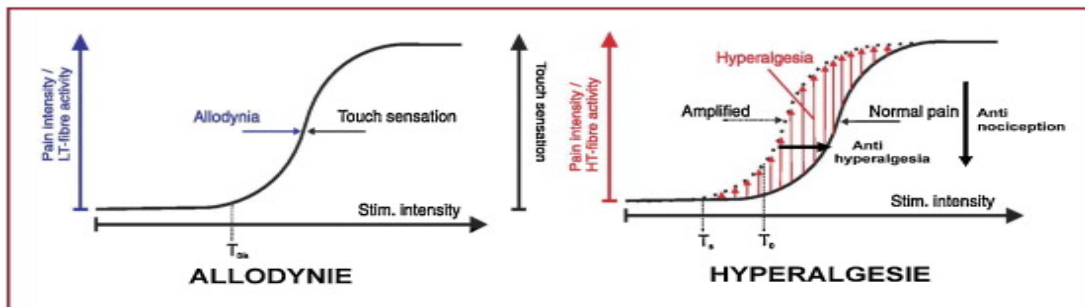 Pain intensity /
LT-fibre activity
Allodynia
Touch sensation
Stim. intensity
Touch sensation
ALLODYNIE
Pain intensity /
HT-fibre activity
Hyperalgesia
Amplified
Normal pain
Anti
nociception
Anti
hyperalgesia
Stim. intensity
Ts
T0
HYPERALGESIE